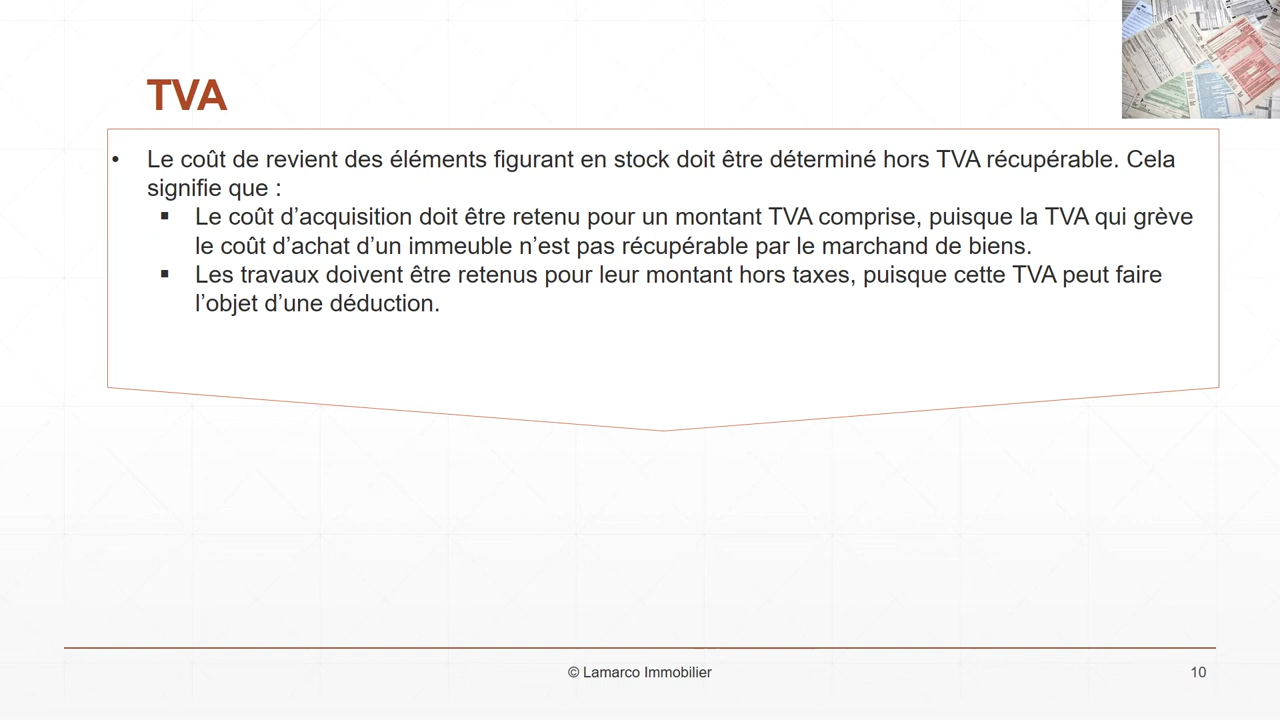 TVA
• Le coût de revient des éléments figurant en stock doit être déterminé hors TVA récupérable. Cela
signifie que :
▪ Le coût d’acquisition doit être retenu pour un montant TVA comprise, puisque la TVA qui grève
le coût d’achat d’un immeuble n’est pas récupérable par le marchand de biens.
▪ Les travaux doivent être retenus pour leur montant hors taxes, puisque cette TVA peut faire
l’objet d’une déduction.
© Lamarco Immobilier
10